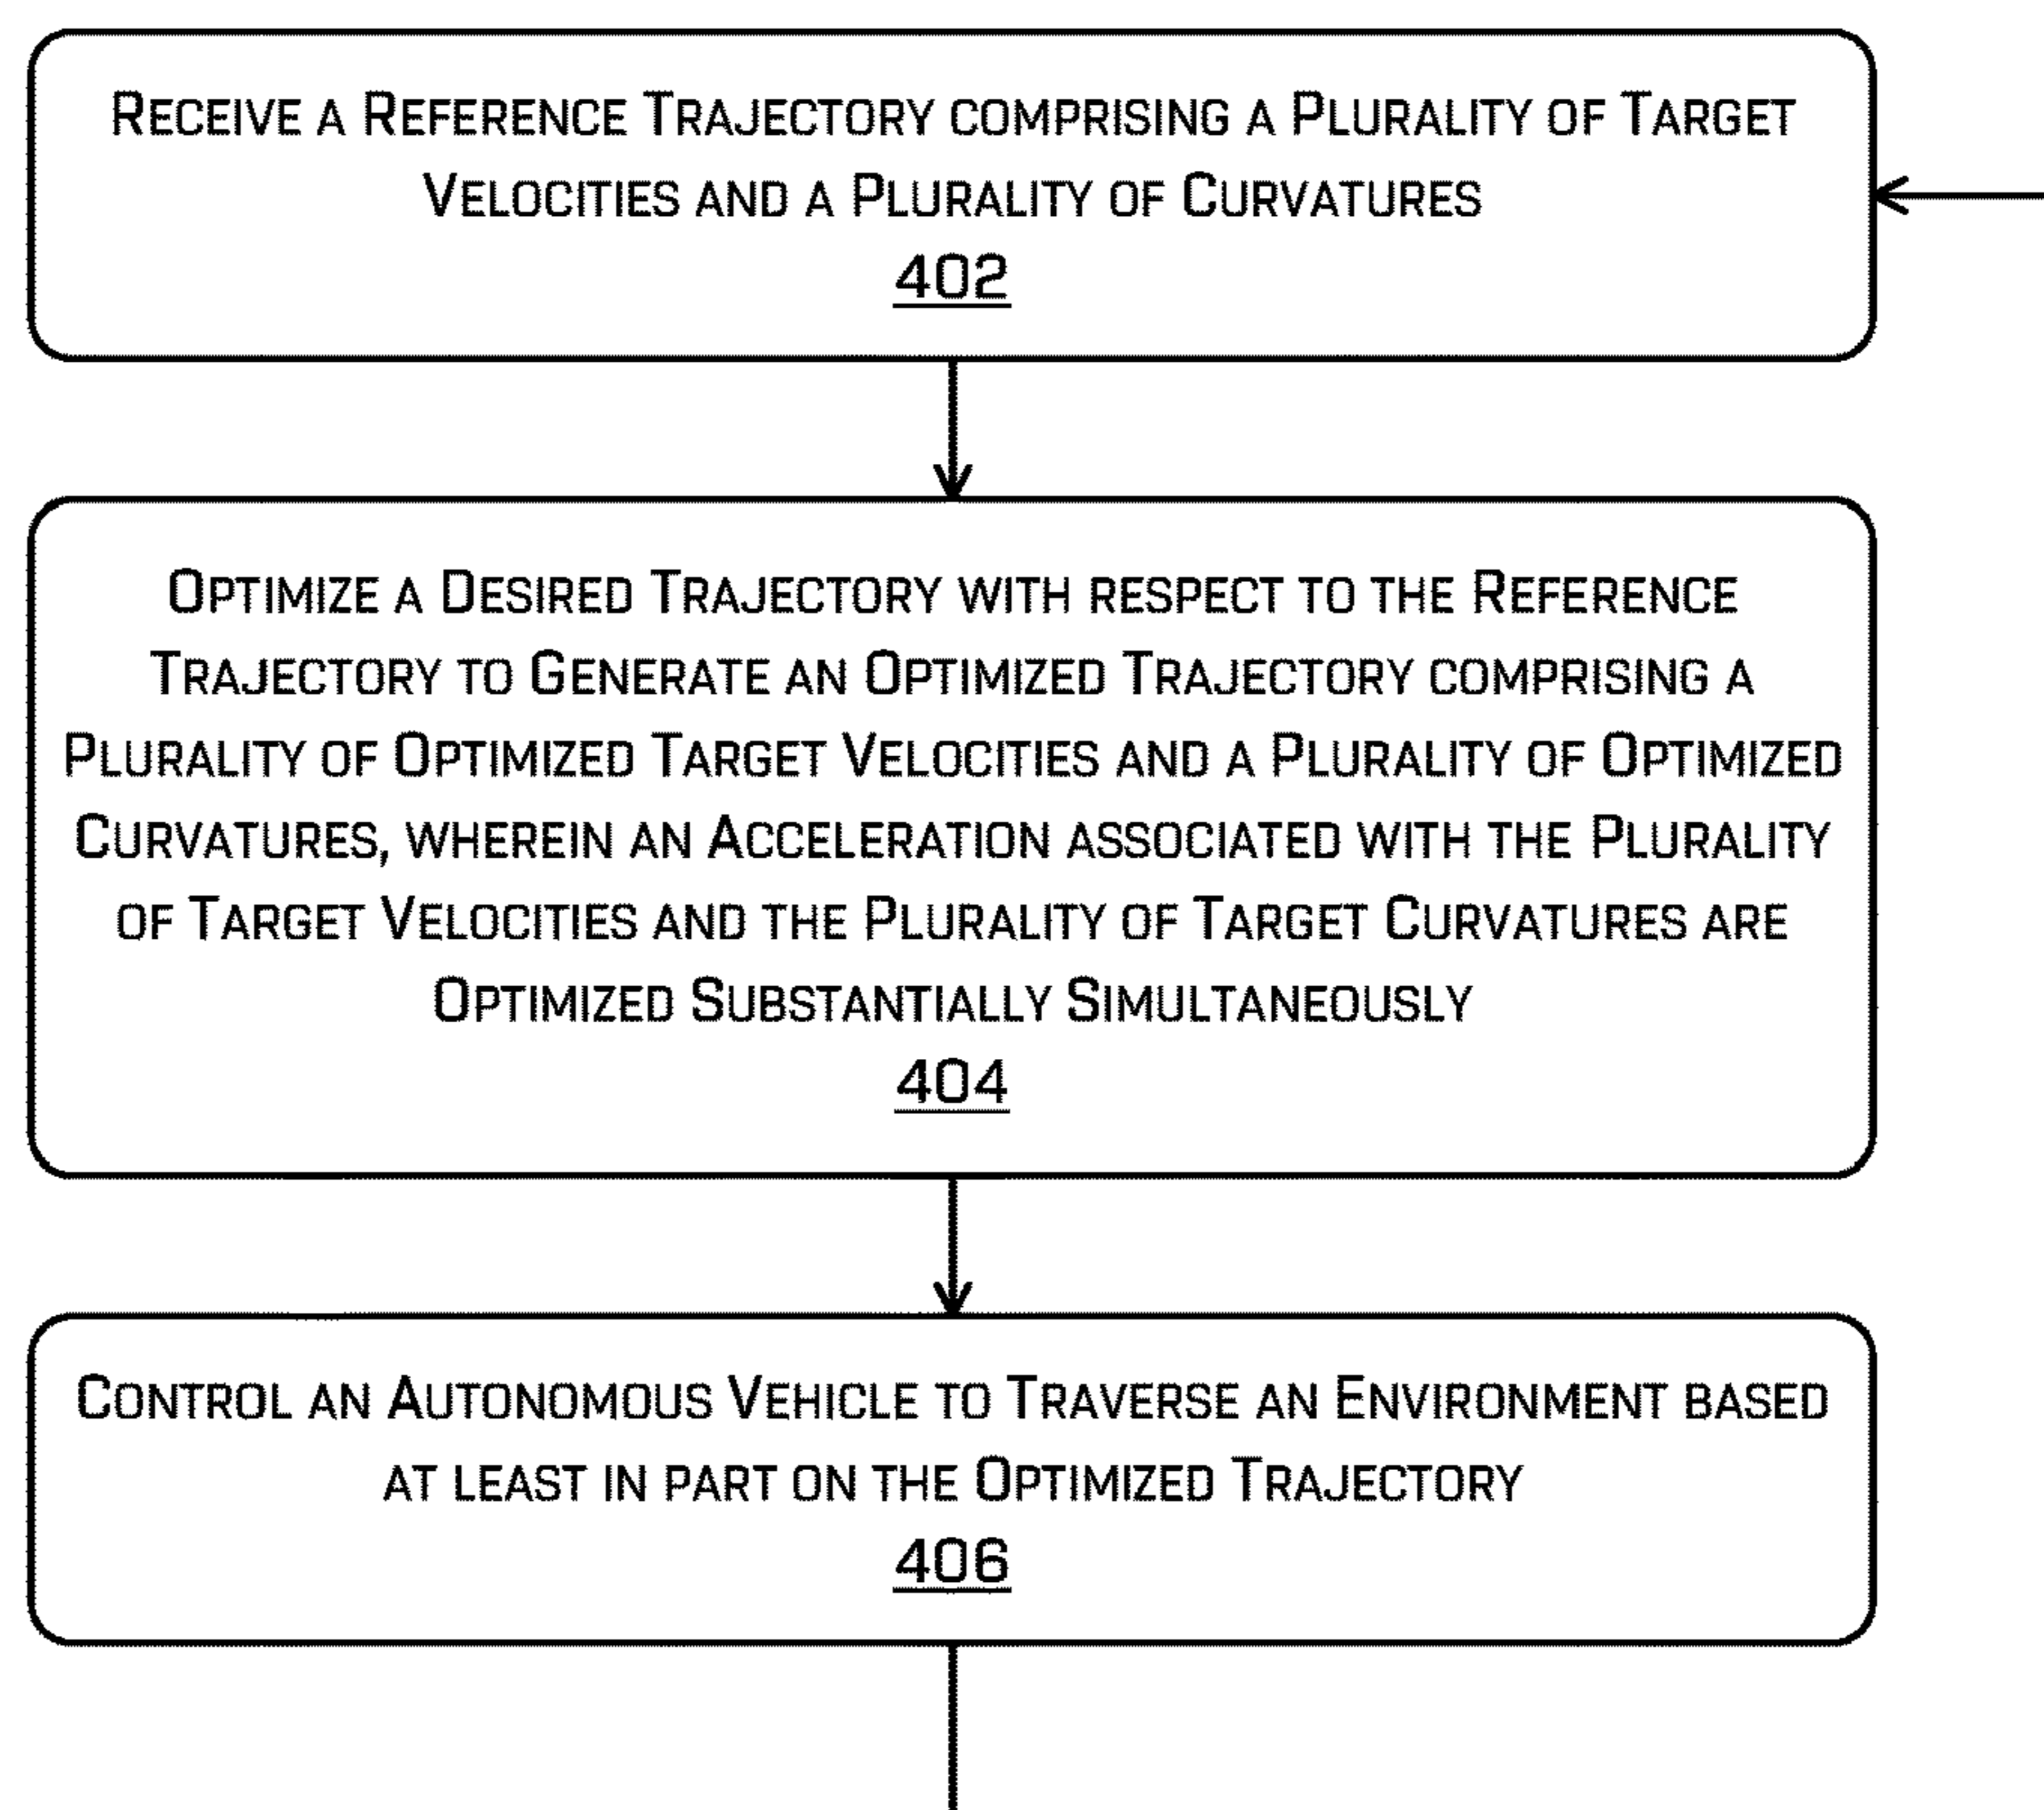 Receive a Reference Trajectory comprising a Plurality of Target
Velocities and a Plurality of Curvatures
402
Optimize a Desired Trajectory with respect to the Reference
Trajectory to Generate an Optimized Trajectory comprising a
Plurality of Optimized Target Velocities and a Plurality of Optimized
Curvatures, wherein an Acceleration associated with the Plurality
of Target Velocities and the Plurality of Target Curvatures are
Optimized Substantially Simultaneously
404
Control an Autonomous Vehicle to Traverse an Environment based
at least in part on the Optimized Trajectory
406